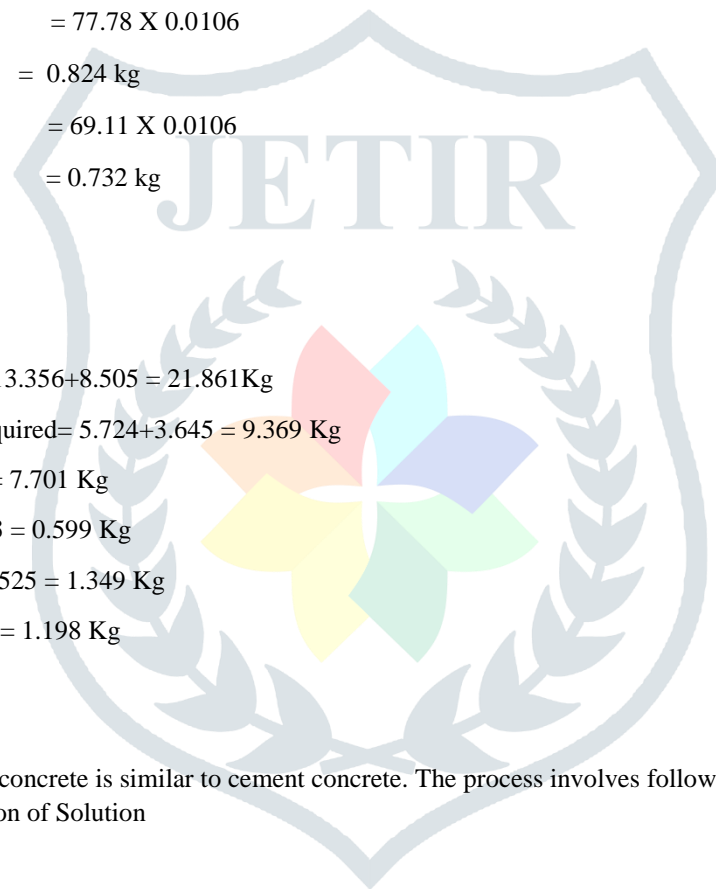 = 77.78 X 0.0106
= 0.824 kg
= 69.11 X 0.0106
= 0.732 kg
JETIR
3.356+8.505 = 21.861Kg
quired= 5.724+3.645 = 9.369 Kg
= 7.701 Kg
= 0.599 Kg
525 = 1.349 Kg
= 1.198 Kg
concrete is similar to cement concrete. The process involves follow
on of Solution